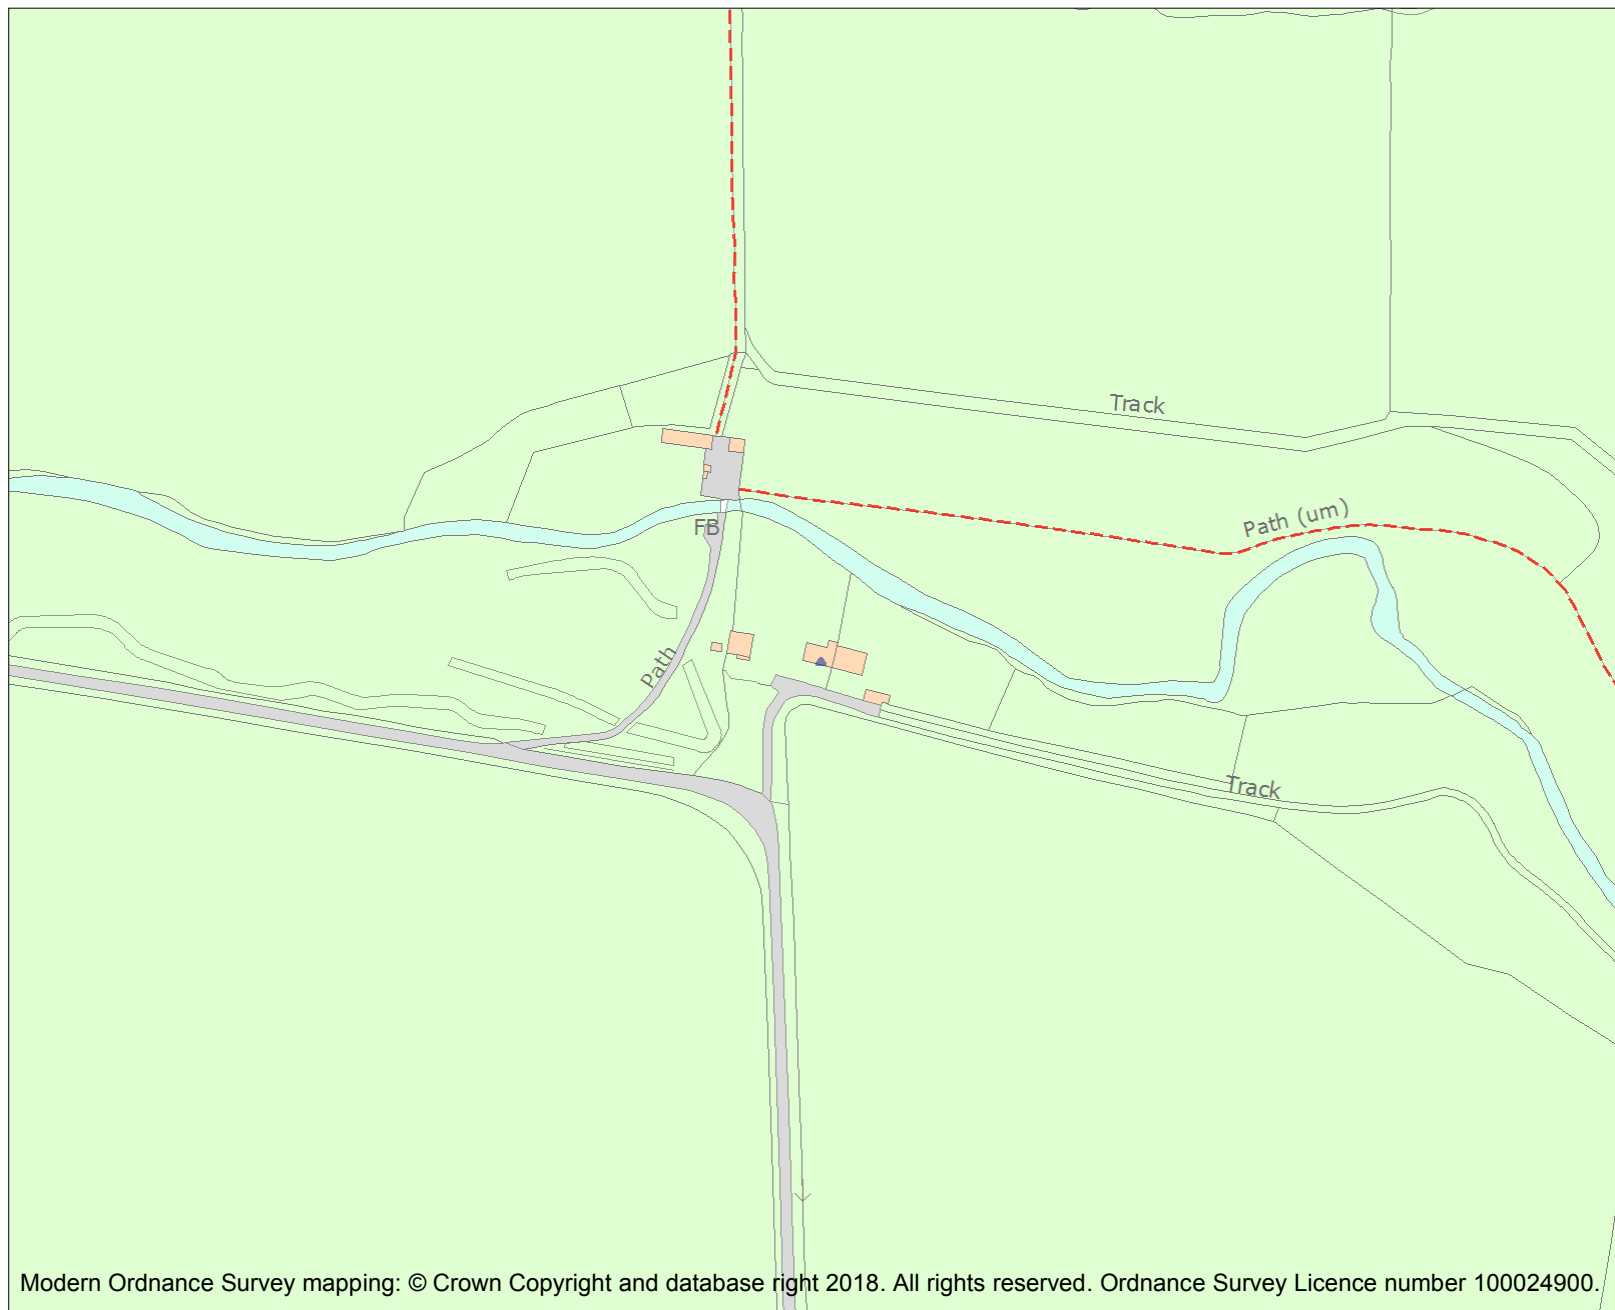 Track
Path (um)
FB
Path
Track
Modern Ordnance Survey mapping: © Crown Copyright and database right 2018. All rights reserved. Ordnance Survey Licence number 100024900.